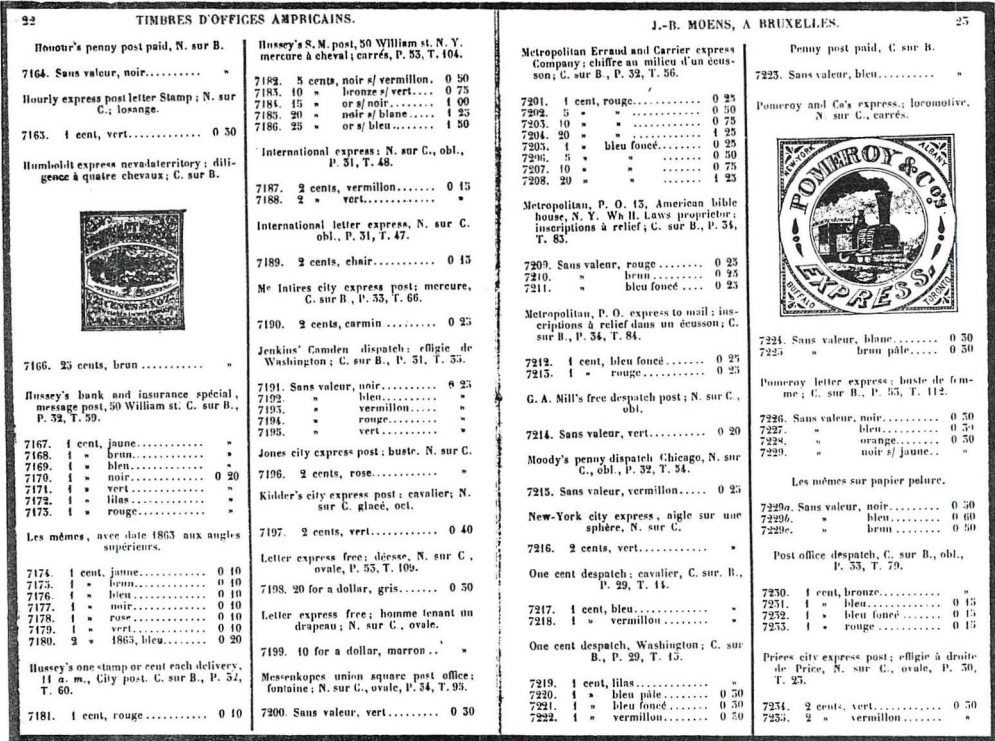 22 TIMBRES D'OFFICES AMÉRICAINS.
Honour's penny post paid, N. sur B.
7164. Sans valeur, noir.......... »
Hourly express post letter Stamp ; N. sur
C.; losange.
7165. 1 cent, vert.......... 0 30
Humboldt express nevadaterritory ; dili-
gence à quatre chevaux; C. sur B.
7166. 25 cents, brun .......... »
Hussey's bank and insurance spécial,
message post, 50 William st. C. sur B.,
P. 32, T. 59.
7167. 1 cent, jaune............ »
7168. 1 » brun............ »
7169. 1 » bleu............ »
7170. 1 » noir............ 0 20
7171. 1 » vert ............ »
7172. 1 » lilas ............ »
7173. 1 » rouge............ »
Les mêmes, avec date 1863 aux angles
supérieurs.
7174. 1 cent, jaune............ 0 10
7175. 1 » brun............ 0 10
7176. 1 » bleu ............ 0 10
7177. 1 » noir............ 0 10
7178. 1 » rose ............ 0 10
7179. 1 » vert............ 0 10
7180. 2 » 1863, bleu........ 0 20
Hussey's one stamp or cent each delivery,
11 a. m., City post. C. sur B., P. 32,
T. 60.
7181. 1 cent, rouge.......... 0 10
Hussey's S. M. post, 50 William st. N. Y.
mercure à cheval; carrés, P. 53, T. 104.
7182. 5 cents, noir s/ vermillon. 0 50
7183. 10 » bronze s/ vert.... 0 75
7184. 15 » or s/ noir........ 1 00
7185. 20 » noir s/ blanc.... 1 25
7186. 25 » or s/ bleu...... 1 50
International express ; N. sur C., obl.,
P. 31, T. 48.
7187. 2 cents, vermillon....... 0 15
7188. 2 » vert............ »
International letter express, N. sur C.
obl., P. 31, T. 47.
7189. 2 cents, chair.......... 0 15
Mc Intires city express post; mercure,
C. sur B , P. 33, T. 66.
7190. 2 cents, carmin ......... 0 25
Jenkins' Camden dispatch : effigie de
Washington ; C. sur B., P. 31, T. 35.
7191. Sans valeur, noir........ 0 25
7192. » bleu............ »
7193. » vermillon.... »
7194. » rouge........ »
7195. » vert ........ »
Jones city express post : buste. N. sur C.
7196. 2 cents, rose.......... »
Kidder's city express post : cavalier; N.
sur C. glacé, oct.
7197. 2 cents, vert.......... 0 40
Letter express free; déesse, N. sur C ,
ovale, P. 53, T. 109.
7198. 20 for a dollar, gris...... 0 30
Letter express free ; homme tenant un
drapeau ; N. sur C , ovale.
7199. 10 for a dollar, marron .. »
Messenkopes union square post office;
fontaine ; N. sur C., ovale, P. 34, T. 95.
7200. Sans valeur, vert........ 0 30
J.-B. MOENS, A BRUXELLES. 23
Metropolitan Erraud and Carrier express
Company ; chiffre au milieu d'un écus-
son; C. sur B , P. 32, T. 56.
7201. 1 cent, rouge............ 0 25
7202. 5 » » ............ 0 50
7203. 10 » » ............ 0 75
7204. 20 » » ............ 1 25
7205. 1 » bleu foncé...... 0 25
7206. 5 » » ...... 0 50
7207. 10 » » ...... 0 75
7208. 20 » » ...... 1 25
Metropolitan, P. O. 13, American bible
house, N. Y. Wh H. Laws proprietor ;
inscriptions à relief; C. sur B., P. 34,
T. 83.
7209. Sans valeur, rouge ........ 0 25
7210. » brun ........ 0 25
7211. » bleu foncé .... 0 25
Metropolitan, P. O. express to mail ; ins-
criptions à relief dans un écusson; C.
sur B., P. 34, T. 84.
7212. 1 cent, bleu foncé ...... 0 25
7213. 1 » rouge .......... 0 25
G. A. Mill's free despatch post ; N. sur C ,
obl.
7214. Sans valeur, vert......... 0 20
Moody's penny dispatch Chicago, N. sur
C., obl., P. 32, T. 54.
7215. Sans valeur, vermillon..... 0 25
New-York city express, aigle sur une
sphère, N. sur C.
7216. 2 cents, vert............ »
One cent despatch ; cavalier, C. sur. B.,
P. 29, T. 14.
7217. 1 cent, bleu............ »
7218. 1 » vermillon ........ »
One cent despatch, Washington ; C. sur
B., P. 29, T. 15.
7219. 1 cent, lilas............ »
7220. 1 » bleu pâle........ 0 30
7221. 1 » bleu foncé ...... 0 30
7222. 1 » vermillon........ 0 30
Penny post paid, C sur B.
7223. Sans valeur, bleu.......... »
Pomeroy and Co's express.; locomotive,
N. sur C., carrés.
NEW-YORK
ALBANY
POMEROY & Co's
EXPRESS.
BUFFALO
TORONTO
7224. Sans valeur, blanc........ 0 30
7225 » brun pâle..... 0 30
Pomeroy letter express ; buste de fem-
me ; C. sur B., P. 53, T. 112.
7226. Sans valeur, noir.......... 0 30
7227. » bleu........ 0 30
7228. » orange........ 0 30
7229. » noir s/ jaune.. »
Les mêmes sur papier pelure.
7229a. Sans valeur, noir........ 0 50
7229b. » bleu........ 0 60
7229c. » brun ........ 0 50
Post office despatch, C. sur B., obl.,
P. 33, T. 79.
7230. 1 cent, bronze.......... »
7231. 1 » bleu............ 0 15
7232. 1 » bleu foncé ...... 0 15
7233. 1 » rouge .......... 0 15
Prices city express post ; effigie à droite
de Price, N. sur C., ovale, P. 30,
T. 25.
7234. 2 cents, vert............ 0 30
7235. 2 » vermillon ........ »